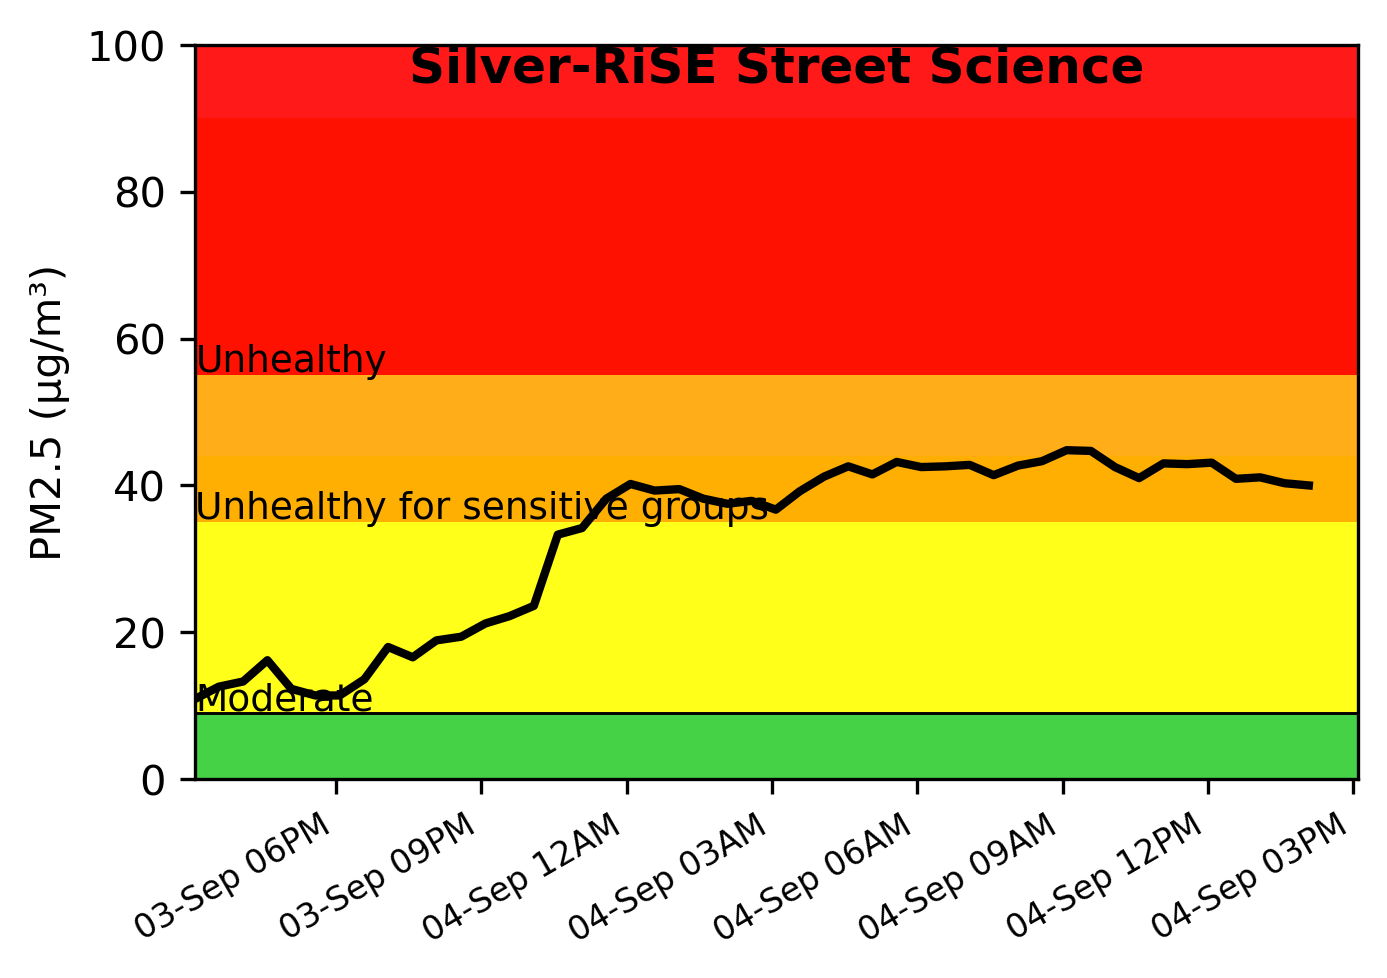 Silver-RiSE Street Science
100
80
60
40
20
0
PM2.5 (µg/m³)
Unhealthy
Unhealthy for sensitive groups
Moderate
03-Sep 06PM
03-Sep 09PM
04-Sep 12AM
04-Sep 03AM
04-Sep 06AM
04-Sep 09AM
04-Sep 12PM
04-Sep 03PM